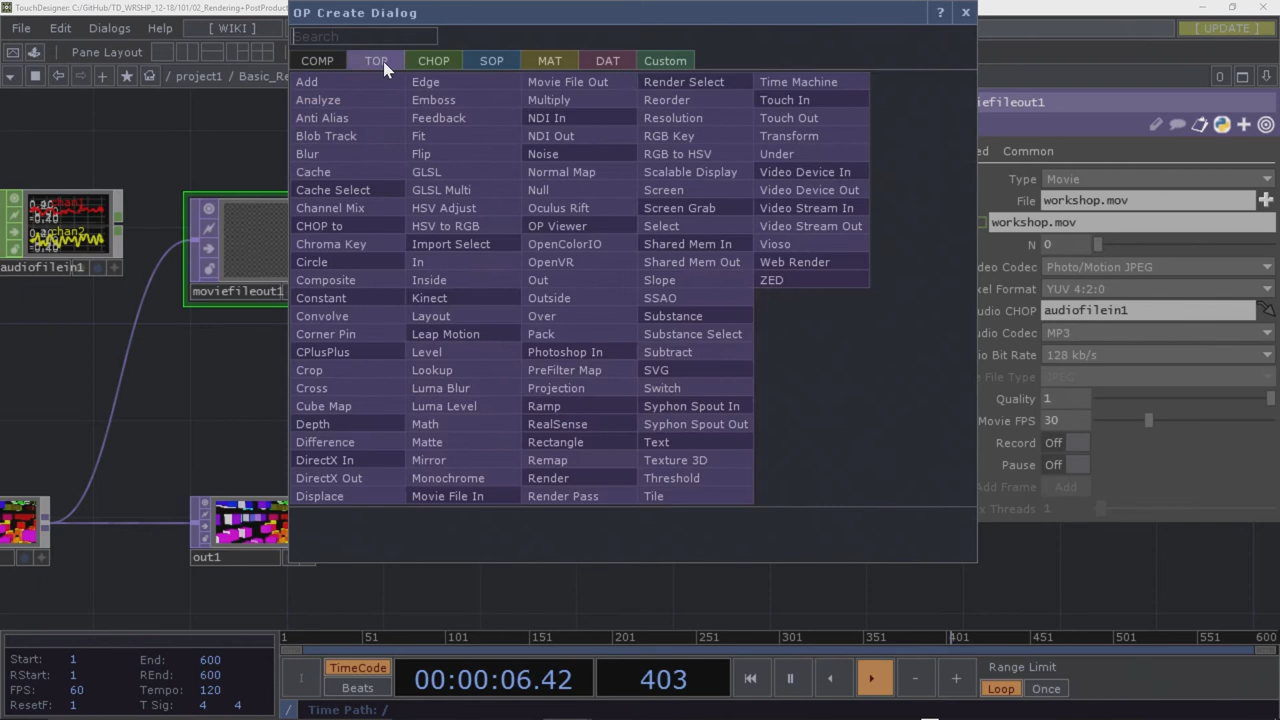 TouchDesigner: C:/GitHub/TD_WRSHP_12-18/101/02_Rendering+PostProduc
OP Create Dialog
? x
File Edit Dialogs [ WIKI ]
[ UPDATE ]
Search
Pane Layout
COMP TOP CHOP SOP MAT DAT Custom
/ project1 / Basic_Re
0
Add Edge Movie File Out Render Select Time Machine
Analyze Emboss Multiply Reorder Touch In
Anti Alias Feedback NDI In Resolution Touch Out
Blob Track Fit NDI Out RGB Key Transform
Blur Flip Noise RGB to HSV Under
Cache GLSL Normal Map Scalable Display Video Device In
Cache Select GLSL Multi Null Screen Video Device Out
Channel Mix HSV Adjust Oculus Rift Screen Grab Video Stream In
CHOP to HSV to RGB OP Viewer Select Video Stream Out
Chroma Key Import Select OpenColorIO Shared Mem In Vioso
Circle In OpenVR Shared Mem Out Web Render
Composite Inside Out Slope ZED
Constant Kinect Outside SSAO
Convolve Layout Over Substance
Corner Pin Leap Motion Pack Substance Select
CPlusPlus Level Photoshop In Subtract
Crop Lookup PreFilter Map SVG
Cross Luma Blur Projection Switch
Cube Map Luma Level Ramp Syphon Spout In
Depth Math RealSense Syphon Spout Out
Difference Matte Rectangle Text
DirectX In Mirror Remap Texture 3D
DirectX Out Monochrome Render Threshold
Displace Movie File In Render Pass Tile
iefileout1
ed Common
Type Movie
File workshop.mov
workshop.mov
N 0
deo Codec Photo/Motion JPEG
xel Format YUV 4:2:0
udio CHOP audiofilein1
udio Codec MP3
dio Bit Rate 128 kb/s
e File Type JPEG
Quality 1
Movie FPS 30
Record Off
Pause Off
Add Frame Add
x Threads 1
chan2
audiofilein1
moviefileout1
out1
1 51 101 151 201 251 301 351 401 451 501 551 600
Start: 1 End: 600
RStart: 1 REnd: 600
FPS: 60 Tempo: 120
ResetF: 1 T Sig: 4 4
TimeCode
Beats
00:00:06.42
403
Range Limit
Loop Once
/ Time Path: /